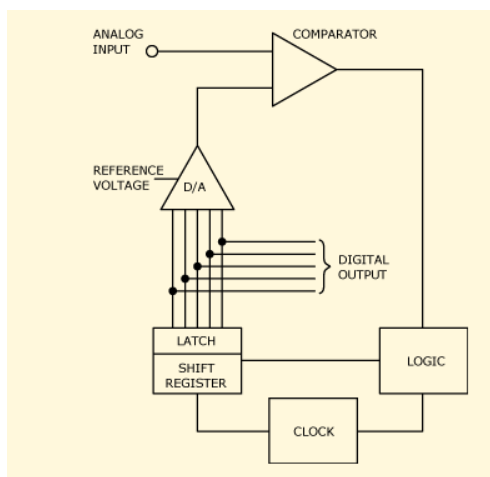 ANALOG
INPUT
COMPARATOR
REFERENCE
VOLTAGE
D/A
DIGITAL
OUTPUT
LATCH
SHIFT
REGISTER
LOGIC
CLOCK